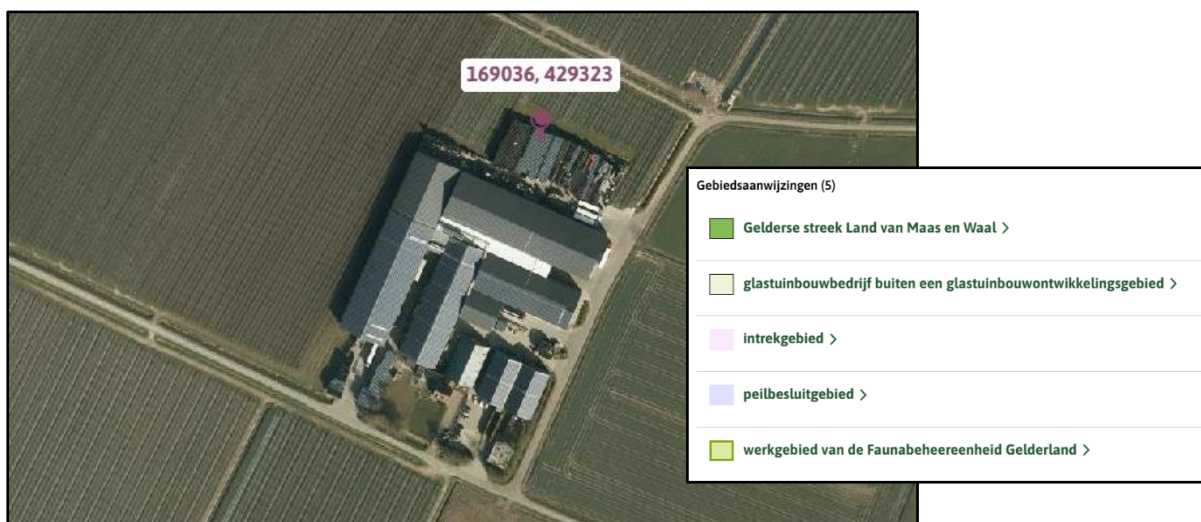 169036, 429323
Gebiedsaanwijzingen (5)
Gelderse streek Land van Maas en Waal >
glastuinbouwbedrijf buiten een glastuinbouwontwikkelingsgebied >
intrekgebied >
peilbesluitgebied >
werkgebied van de Faunabeheereenheid Gelderland >